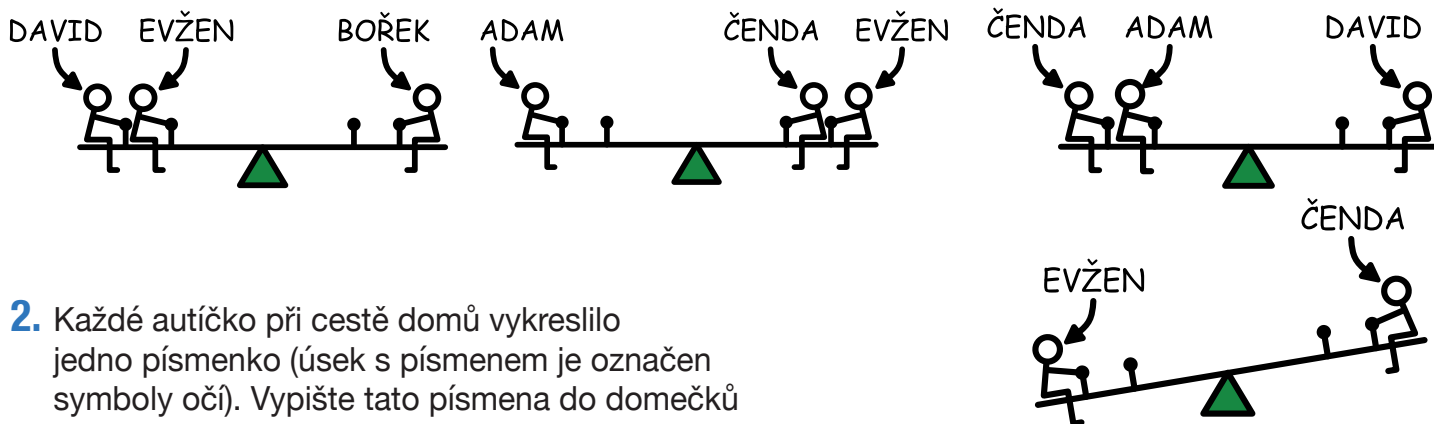 DAVID EVŽEN BOŘEK ADAM ČENDA EVŽEN ČENDA ADAM DAVID
ČENDA
EVŽEN
2. Každé autíčko při cestě domů vykreslilo
jedno písmenko (úsek s písmenem je označen
symboly očí). Vypište tato písmena do domečků